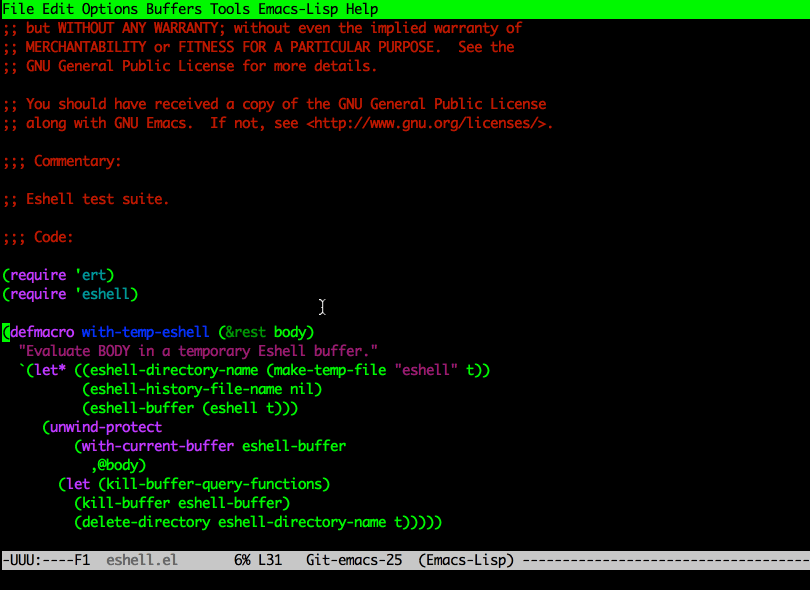 File Edit Options Buffers Tools Emacs-Lisp Help
;; but WITHOUT ANY WARRANTY; without even the implied warranty of
;; MERCHANTABILITY or FITNESS FOR A PARTICULAR PURPOSE.  See the
;; GNU General Public License for more details.

;; You should have received a copy of the GNU General Public License
;; along with GNU Emacs.  If not, see <http://www.gnu.org/licenses/>.

;;; Commentary:

;; Eshell test suite.

;;; Code:

(require 'ert)
(require 'eshell)

(defmacro with-temp-eshell (&rest body)
  "Evaluate BODY in a temporary Eshell buffer."
  `(let* ((eshell-directory-name (make-temp-file "eshell" t))
          (eshell-history-file-name nil)
          (eshell-buffer (eshell t)))
     (unwind-protect
         (with-current-buffer eshell-buffer
           ,@body)
       (let (kill-buffer-query-functions)
         (kill-buffer eshell-buffer)
         (delete-directory eshell-directory-name t)))))

-UUU:----F1  eshell.el       6% L31   Git-emacs-25  (Emacs-Lisp) ------------------------------------